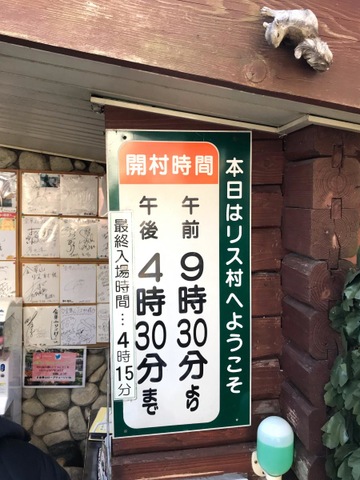 本日はリス村へようこそ
開村時間
午前 9時30分より
午後 4時30分まで
最終入場時間…4時15分